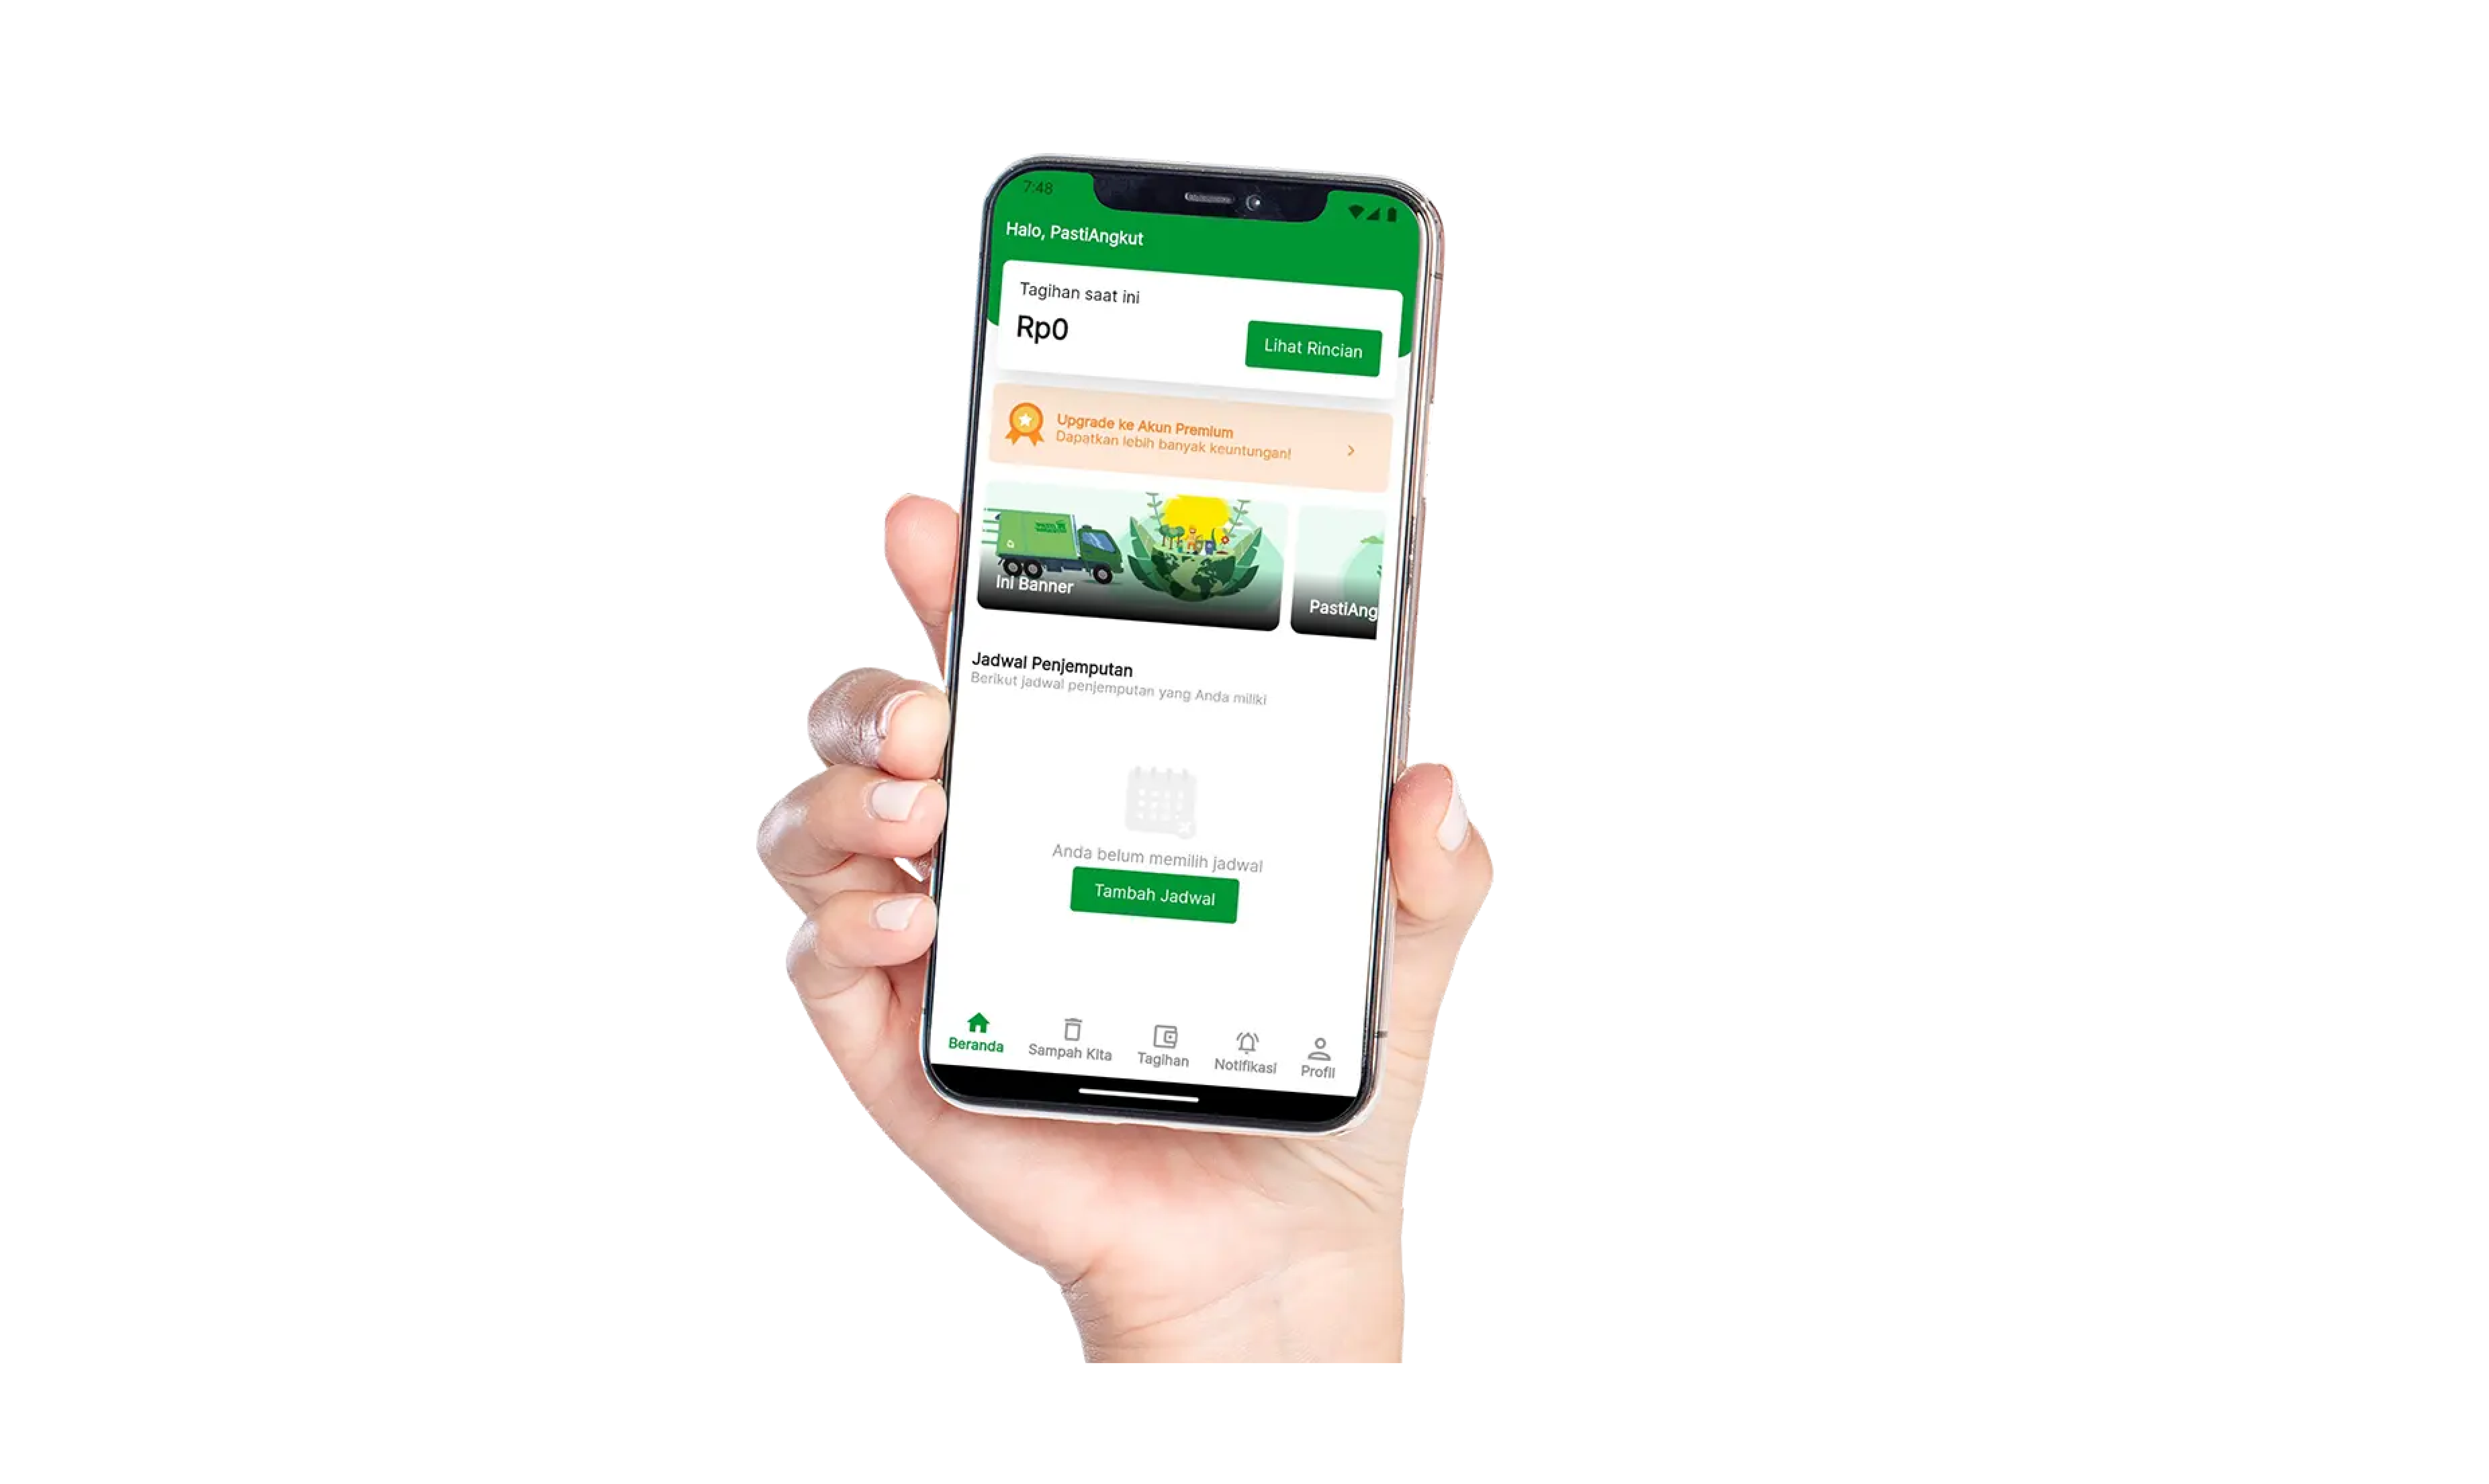 7:48
Halo, PastiAngkut
Tagihan saat ini
Rp0
Lihat Rincian
Upgrade ke Akun Premium
Dapatkan lebih banyak keuntungan!
Ini Banner
PastiAng
Jadwal Penjemputan
Berikut jadwal penjemputan yang Anda miliki
Anda belum memilih jadwal
Tambah Jadwal
Beranda
Sampah Kita
Tagihan
Notifikasi
Profil